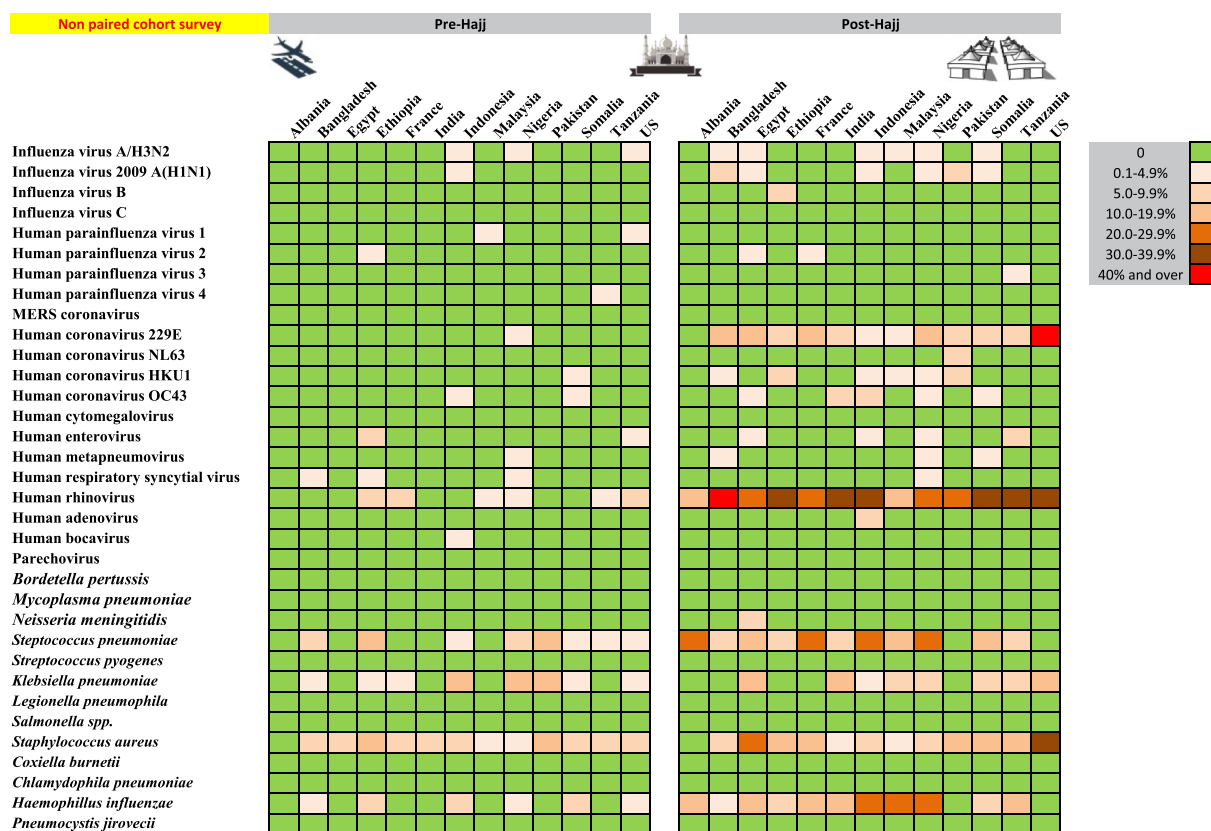 Non paired cohort survey
Pre-Hajj
Post-Hajj
Albania
Bangladesh
Egypt
Ethiopia
France
India
Indonesia
Malaysia
Nigeria
Pakistan
Somalia
Tanzania
US
Albania
Bangladesh
Egypt
Ethiopia
France
India
Indonesia
Malaysia
Nigeria
Pakistan
Somalia
Tanzania
US
Influenza virus A/H3N2
Influenza virus 2009 A(H1N1)
Influenza virus B
Influenza virus C
Human parainfluenza virus 1
Human parainfluenza virus 2
Human parainfluenza virus 3
Human parainfluenza virus 4
MERS coronavirus
Human coronavirus 229E
Human coronavirus NL63
Human coronavirus HKU1
Human coronavirus OC43
Human cytomegalovirus
Human enterovirus
Human metapneumovirus
Human respiratory syncytial virus
Human rhinovirus
Human adenovirus
Human bocavirus
Parechovirus
Bordetella pertussis
Mycoplasma pneumoniae
Neisseria meningitidis
Steptococcus pneumoniae
Streptococcus pyogenes
Klebsiella pneumoniae
Legionella pneumophila
Salmonella spp.
Staphylococcus aureus
Coxiella burnetii
Chlamydophila pneumoniae
Haemophillus influenzae
Pneumocystis jirovecii
0
0.1-4.9%
5.0-9.9%
10.0-19.9%
20.0-29.9%
30.0-39.9%
40% and over